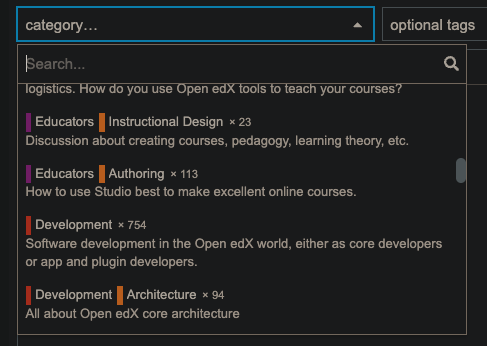 category…
optional tags
Search...
logistics. How do you use Open edX tools to teach your courses?
Educators Instructional Design × 23
Discussion about creating courses, pedagogy, learning theory, etc.
Educators Authoring × 113
How to use Studio best to make excellent online courses.
Development × 754
Software development in the Open edX world, either as core developers
or app and plugin developers.
Development Architecture × 94
All about Open edX core architecture